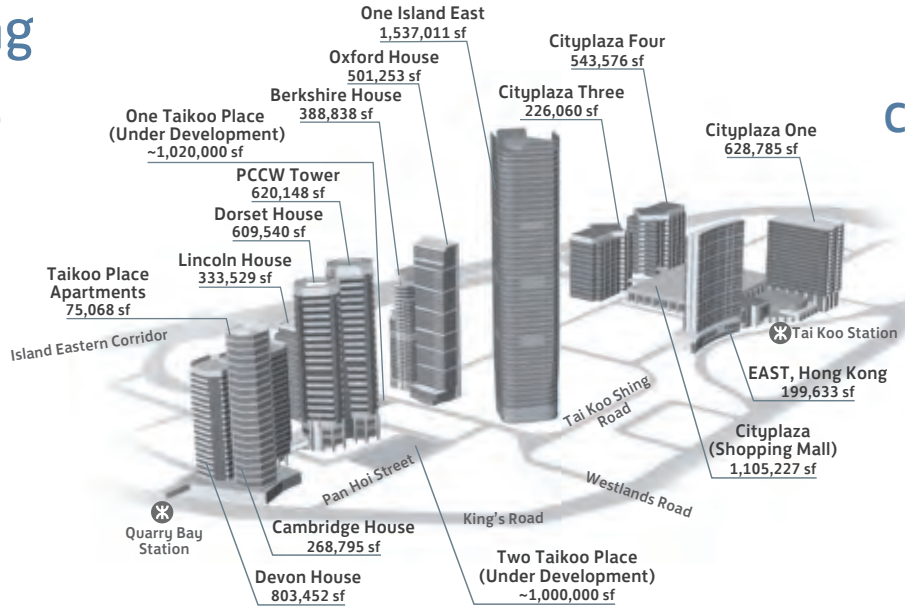 One Island East
1,537,011 sf
Cityplaza Four
543,576 sf
Oxford House
501,253 sf
Berkshire House
388,838 sf
Cityplaza Three
226,060 sf
One Taikoo Place
(Under Development)
~1,020,000 sf
Cityplaza One
628,785 sf
PCCW Tower
620,148 sf
Dorset House
609,540 sf
Lincoln House
333,529 sf
Taikoo Place
Apartments
75,068 sf
Island Eastern Corridor
Tai Koo Station
EAST, Hong Kong
199,633 sf
Tai Koo Shing
Road
Cityplaza
(Shopping Mall)
1,105,227 sf
Pan Hoi Street
Westlands Road
King's Road
Quarry Bay
Station
Cambridge House
268,795 sf
Devon House
803,452 sf
Two Taikoo Place
(Under Development)
~1,000,000 sf